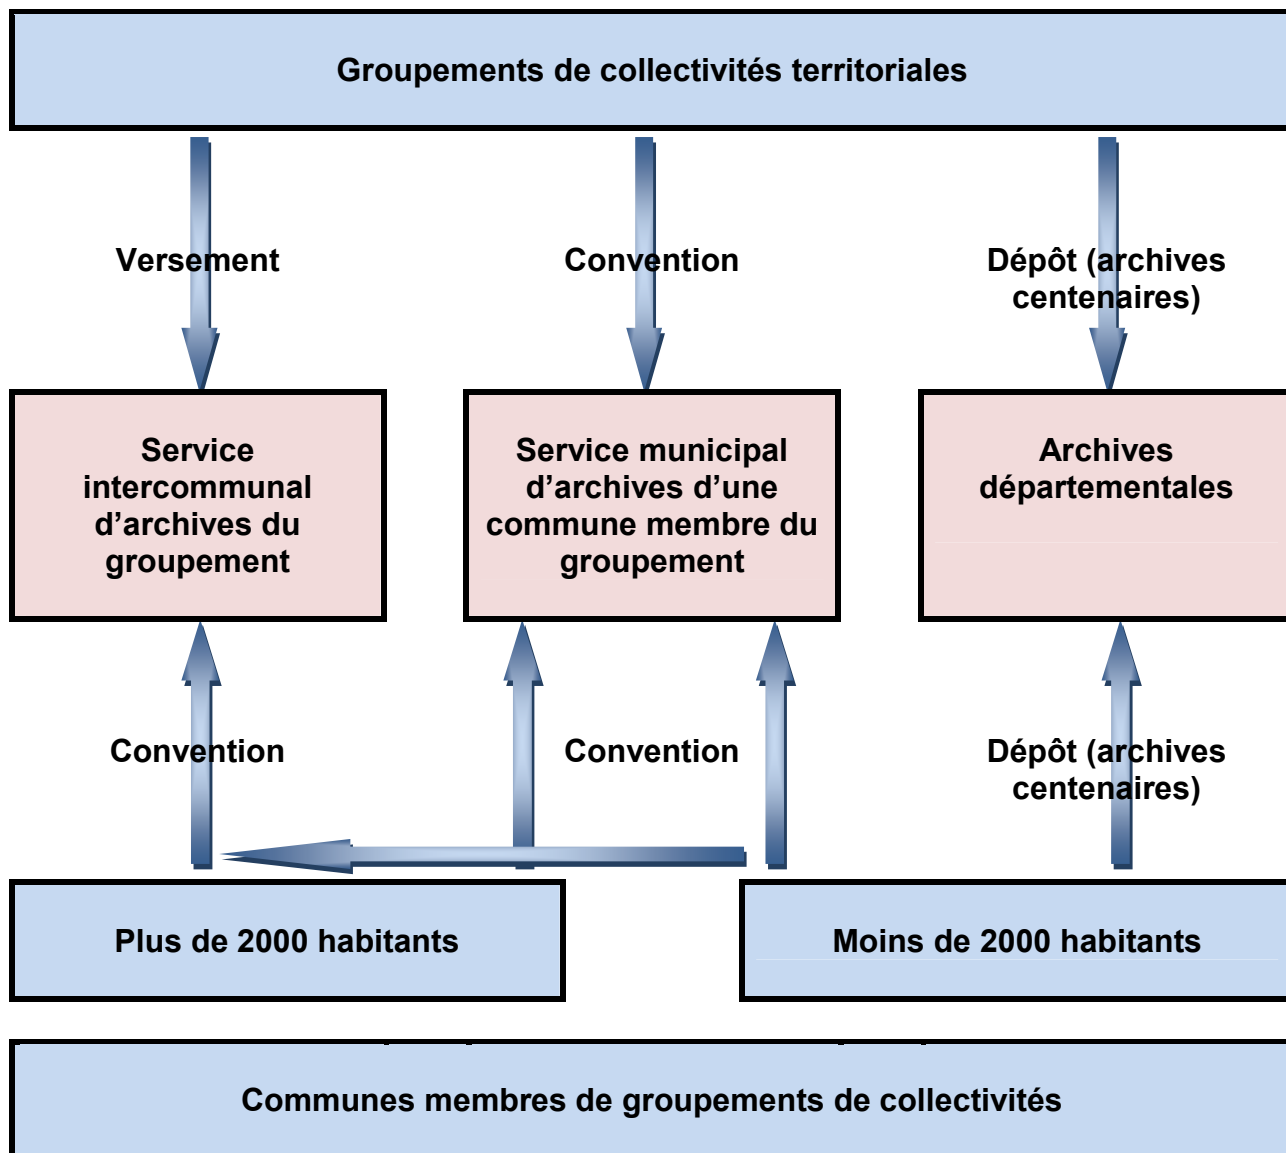 Groupements de collectivités territoriales
Versement
Convention
Dépôt (archives
centenaires)
Service
intercommunal
d’archives du
groupement
Service municipal
d’archives d’une
commune membre du
groupement
Archives
départementales
Convention
Convention
Dépôt (archives
centenaires)
Plus de 2000 habitants
Moins de 2000 habitants
Communes membres de groupements de collectivités